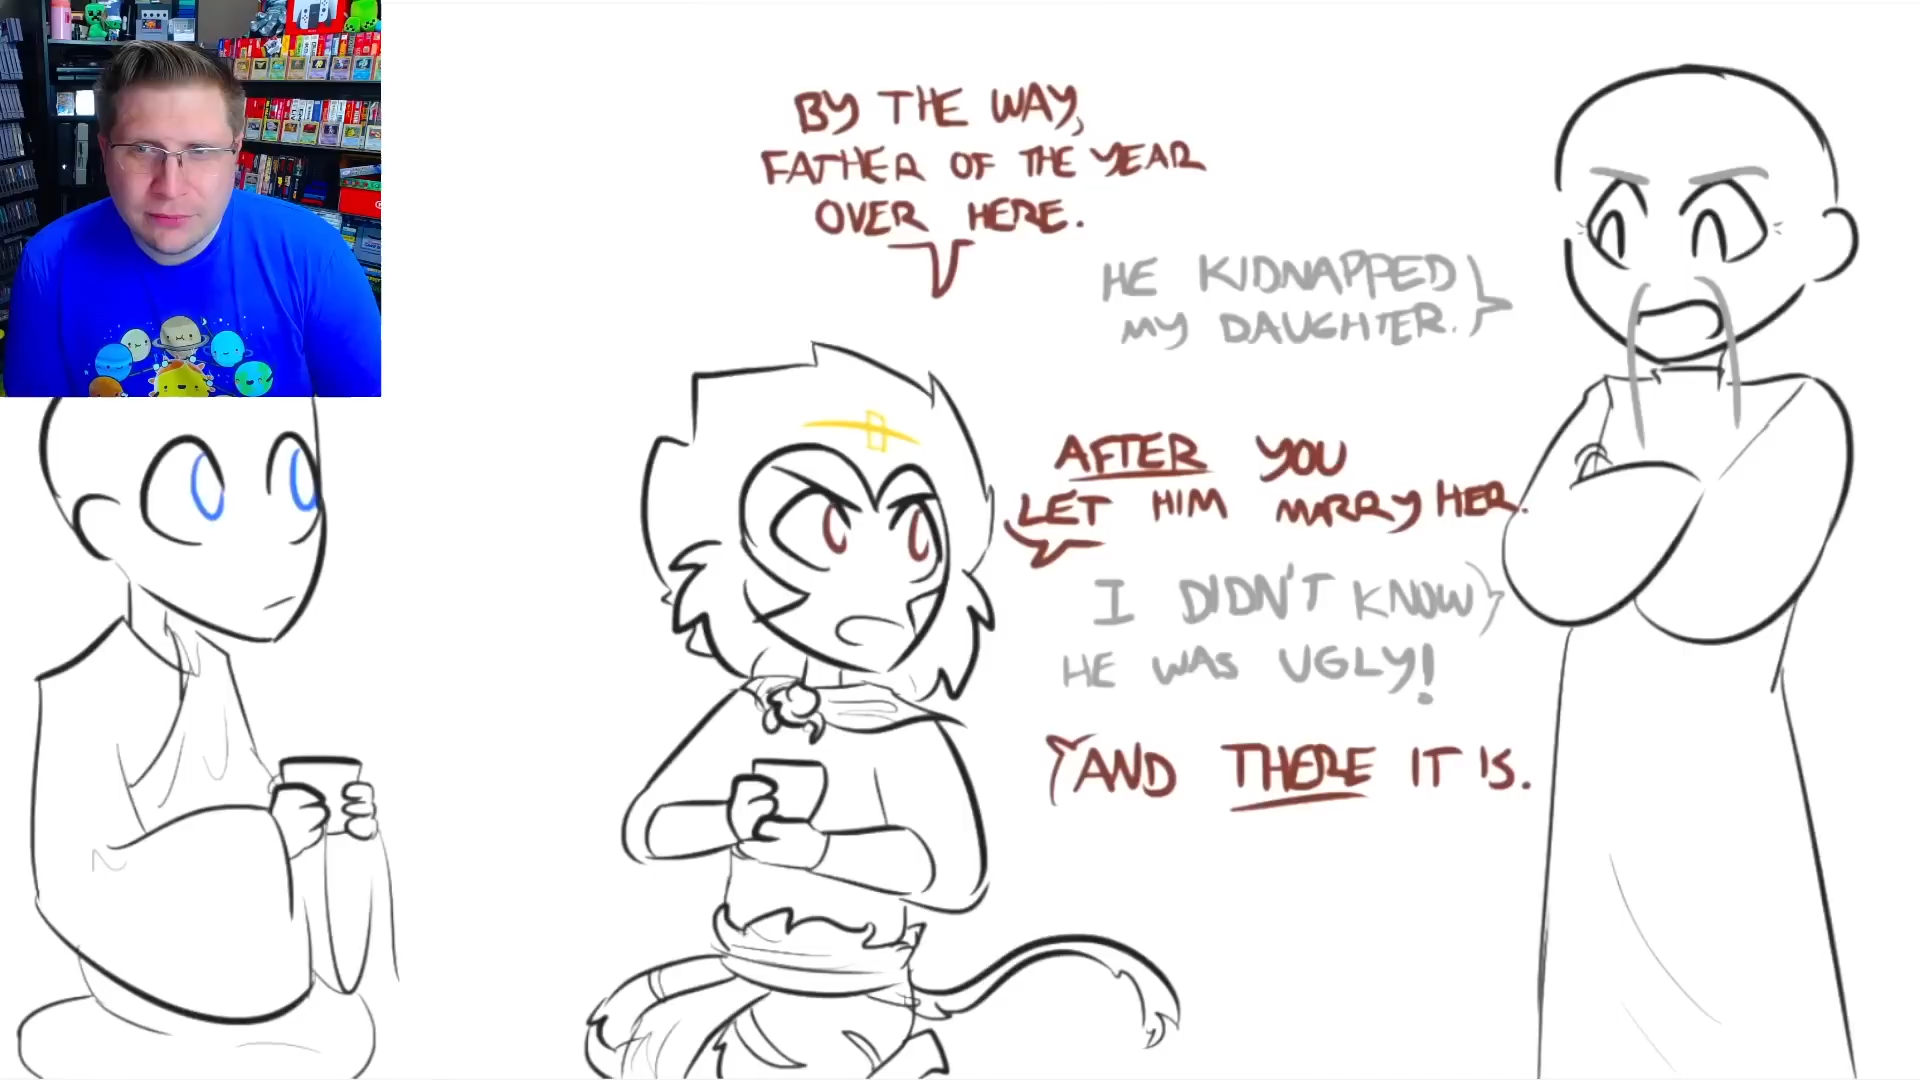 BY THE WAY,
FATHER OF THE YEAR
OVER HERE.
HE KIDNAPPED
MY DAUGHTER.
AFTER YOU
LET HIM MARRY HER.
I DIDN'T KNOW
HE WAS UGLY!
AND THERE IT IS.